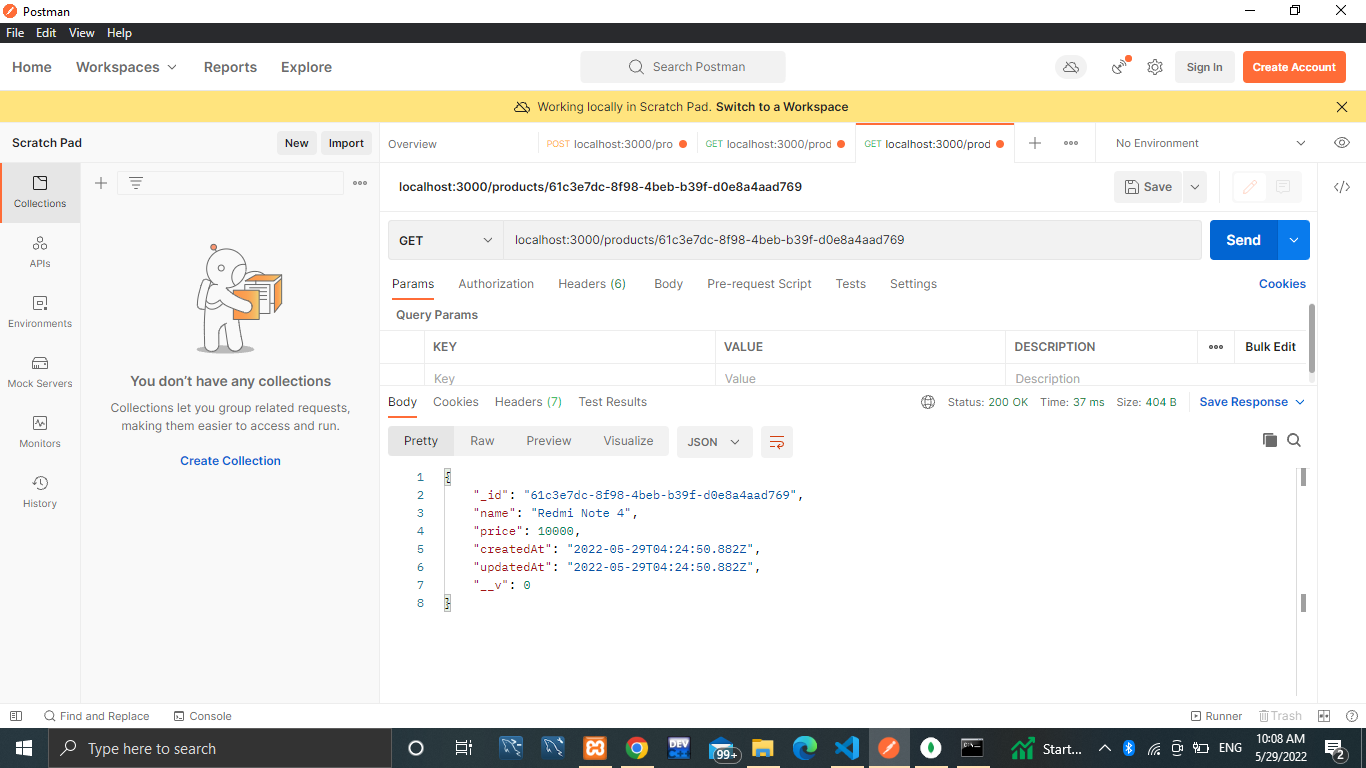 Postman
File Edit View Help
Home Workspaces Reports Explore Search Postman Sign In Create Account
Working locally in Scratch Pad. Switch to a Workspace
Scratch Pad New Import
Overview POST localhost:3000/pro GET localhost:3000/prod GET localhost:3000/prod No Environment
Collections
APIs
Environments
Mock Servers
Monitors
History
You don't have any collections
Collections let you group related requests,
making them easier to access and run.
Create Collection
localhost:3000/products/61c3e7dc-8f98-4beb-b39f-d0e8a4aad769 Save
GET localhost:3000/products/61c3e7dc-8f98-4beb-b39f-d0e8a4aad769 Send
Params Authorization Headers (6) Body Pre-request Script Tests Settings Cookies
Query Params
KEY VALUE DESCRIPTION Bulk Edit
Key Value Description
Body Cookies Headers (7) Test Results Status: 200 OK Time: 37 ms Size: 404 B Save Response
Pretty Raw Preview Visualize JSON
1 {
2 "_id": "61c3e7dc-8f98-4beb-b39f-d0e8a4aad769",
3 "name": "Redmi Note 4",
4 "price": 10000,
5 "createdAt": "2022-05-29T04:24:50.882Z",
6 "updatedAt": "2022-05-29T04:24:50.882Z",
7 "__v": 0
8 }
Find and Replace Console Runner Trash
Type here to search DEV 99+ Start... ENG 10:08 AM
5/29/2022 2